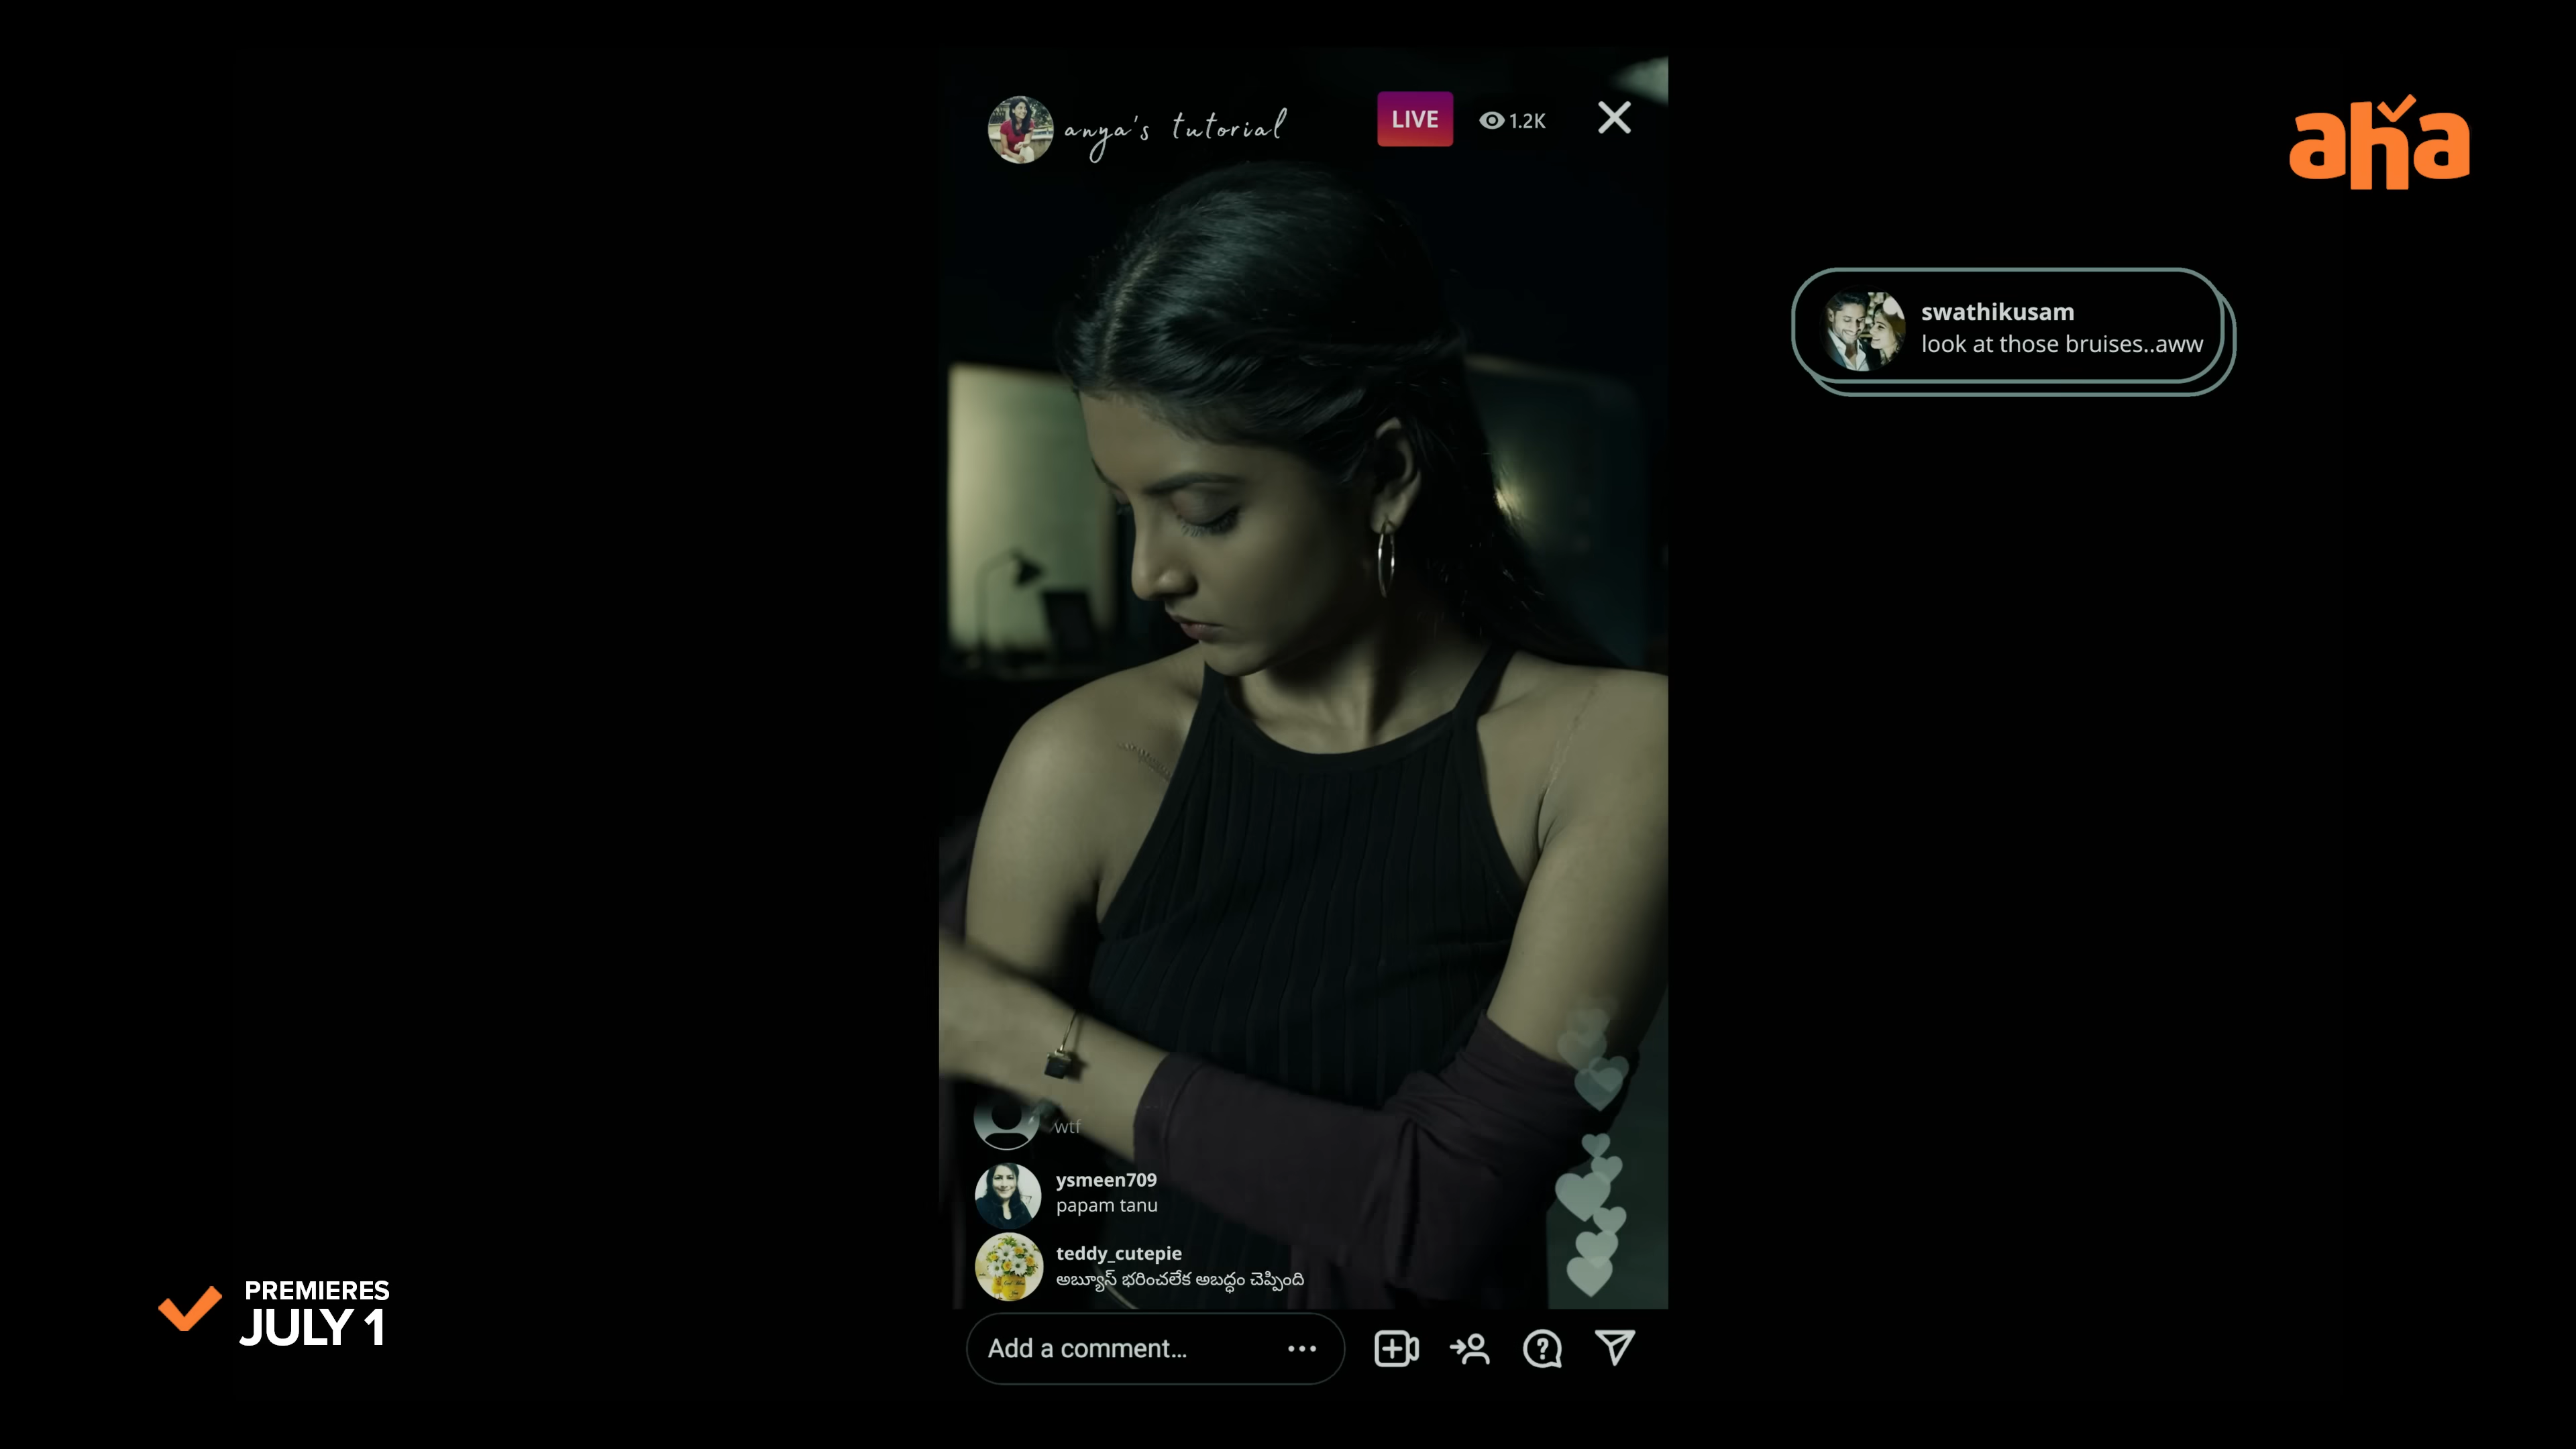 anya's tutorial
LIVE
1.2K
aha
swathikusam
look at those bruises..aww
wtf
ysmeen709
papam tanu
teddy_cutepie
అబ్యూస్ భరించలేక అబద్ధం చెప్పింది
Add a comment...
PREMIERES
JULY 1